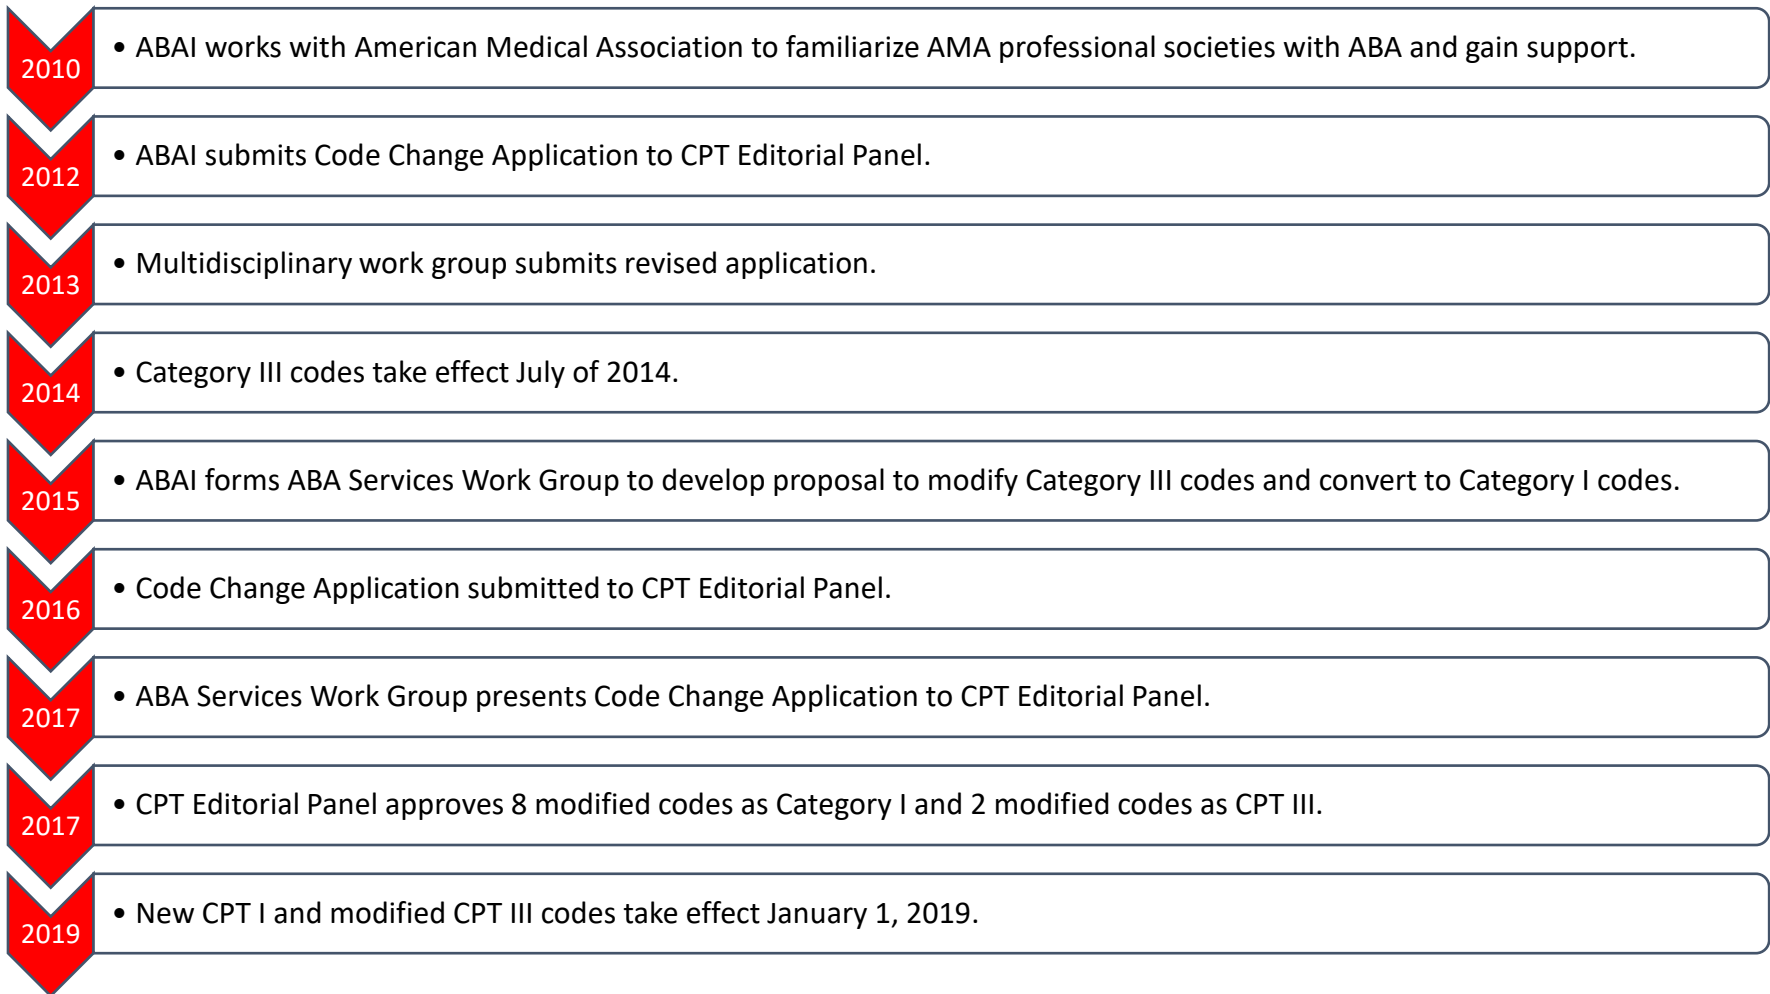 2010
• ABAI works with American Medical Association to familiarize AMA professional societies with ABA and gain support.
2012
• ABAI submits Code Change Application to CPT Editorial Panel.
2013
• Multidisciplinary work group submits revised application.
2014
• Category III codes take effect July of 2014.
2015
• ABAI forms ABA Services Work Group to develop proposal to modify Category III codes and convert to Category I codes.
2016
• Code Change Application submitted to CPT Editorial Panel.
2017
• ABA Services Work Group presents Code Change Application to CPT Editorial Panel.
2017
• CPT Editorial Panel approves 8 modified codes as Category I and 2 modified codes as CPT III.
2019
• New CPT I and modified CPT III codes take effect January 1, 2019.